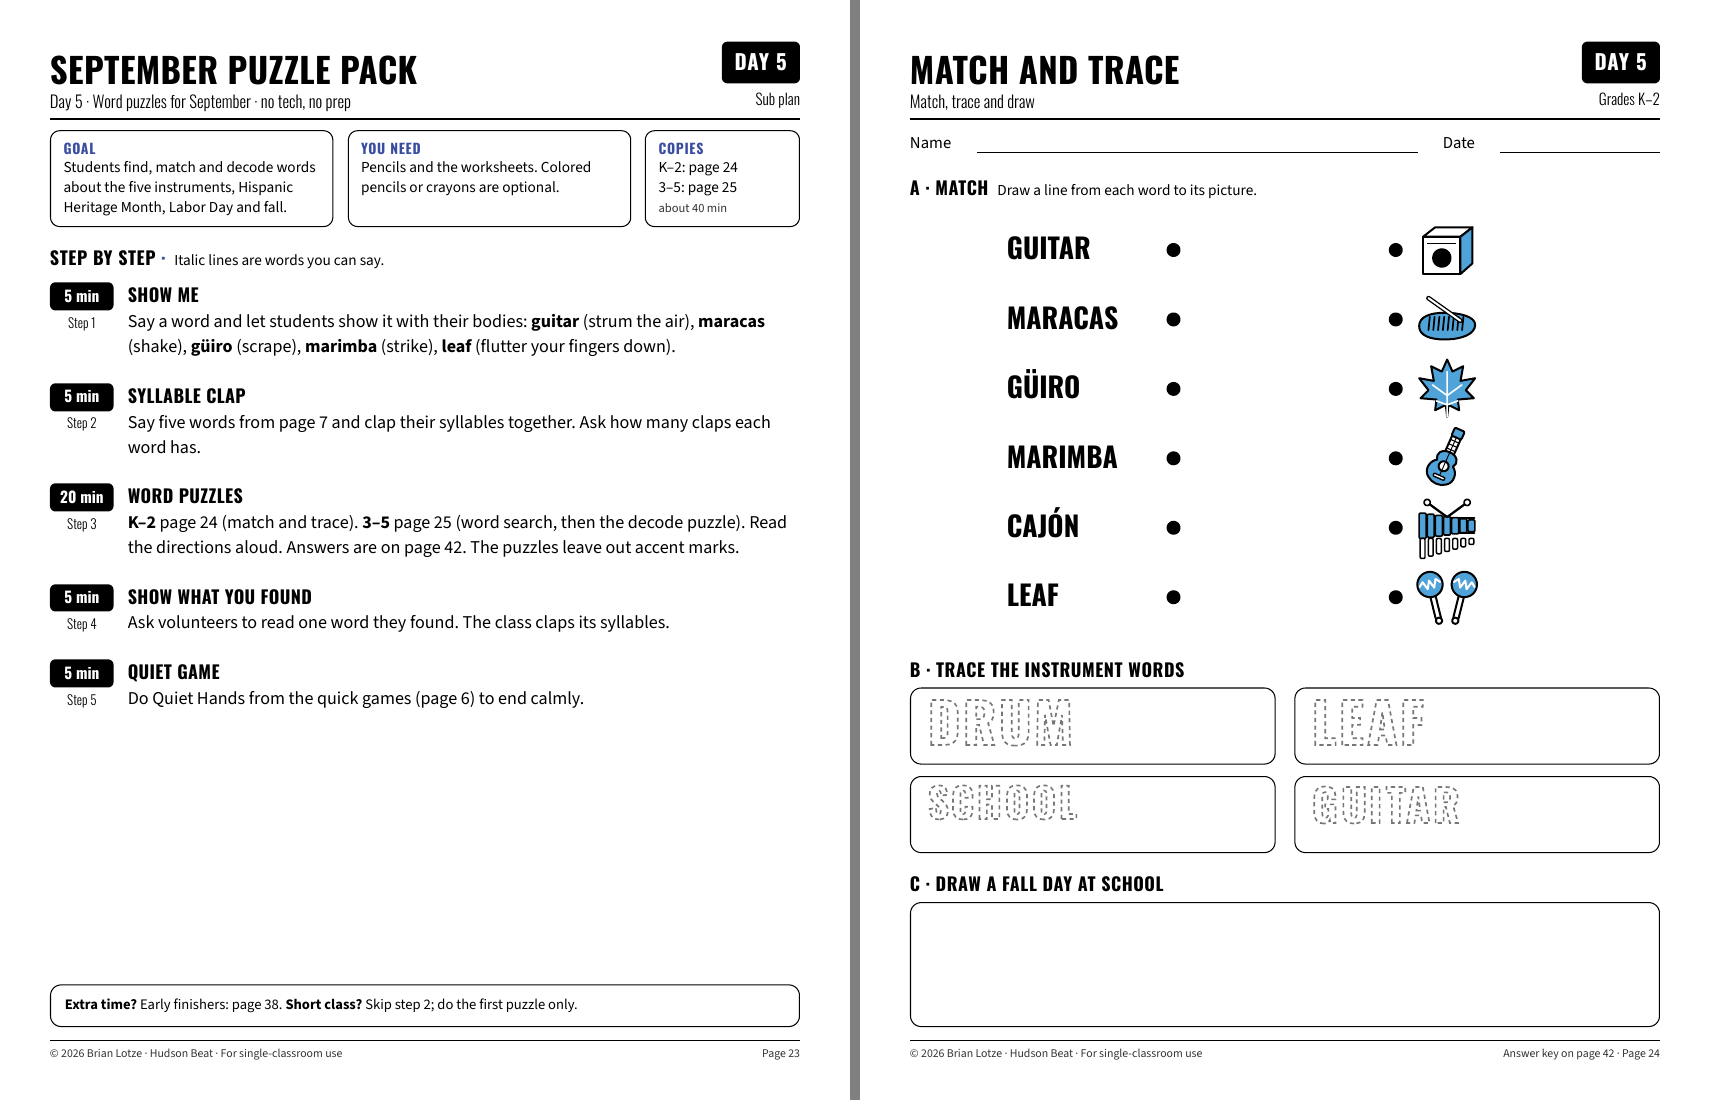 SEPTEMBER PUZZLE PACK
DAY 5
Day 5 · Word puzzles for September · no tech, no prep
Sub plan
GOAL
Students find, match and decode words
about the five instruments, Hispanic
Heritage Month, Labor Day and fall.
YOU NEED
Pencils and the worksheets. Colored
pencils or crayons are optional.
COPIES
K–2: page 24
3–5: page 25
about 40 min
STEP BY STEP · Italic lines are words you can say.
5 min
Step 1
SHOW ME
Say a word and let students show it with their bodies: guitar (strum the air), maracas
(shake), güiro (scrape), marimba (strike), leaf (flutter your fingers down).
5 min
Step 2
SYLLABLE CLAP
Say five words from page 7 and clap their syllables together. Ask how many claps each
word has.
20 min
Step 3
WORD PUZZLES
K–2 page 24 (match and trace). 3–5 page 25 (word search, then the decode puzzle). Read
the directions aloud. Answers are on page 42. The puzzles leave out accent marks.
5 min
Step 4
SHOW WHAT YOU FOUND
Ask volunteers to read one word they found. The class claps its syllables.
5 min
Step 5
QUIET GAME
Do Quiet Hands from the quick games (page 6) to end calmly.
Extra time? Early finishers: page 38. Short class? Skip step 2; do the first puzzle only.
© 2026 Brian Lotze · Hudson Beat · For single-classroom use
Page 23
MATCH AND TRACE
DAY 5
Match, trace and draw
Grades K–2
Name
Date
A · MATCH Draw a line from each word to its picture.
GUITAR
MARACAS
GÜIRO
MARIMBA
CAJÓN
LEAF
B · TRACE THE INSTRUMENT WORDS
DRUM
LEAF
SCHOOL
GUITAR
C · DRAW A FALL DAY AT SCHOOL
© 2026 Brian Lotze · Hudson Beat · For single-classroom use
Answer key on page 42 · Page 24